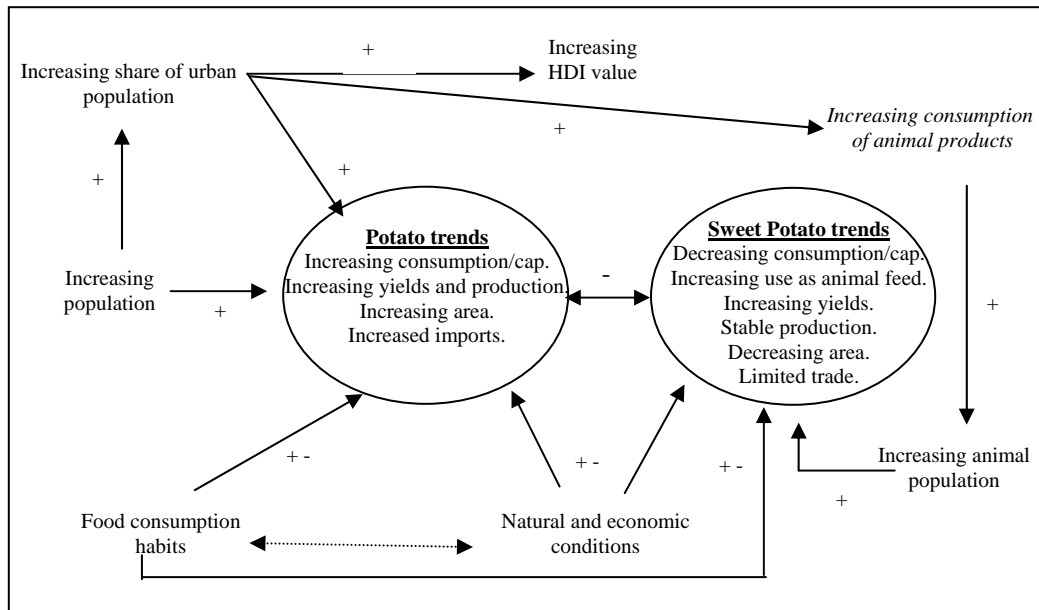 +
Increasing
HDI value
Increasing share of urban
population
+
Increasing consumption
of animal products
+
+
Potato trends
Increasing consumption/cap.
Increasing yields and production.
Increasing area.
Increased imports.
Sweet Potato trends
Decreasing consumption/cap.
Increasing use as animal feed.
Increasing yields.
Stable production.
Decreasing area.
Limited trade.
Increasing
population
+
-
+
+ -
+ -
+ -
Increasing animal
population
+
Food consumption
habits
Natural and economic
conditions